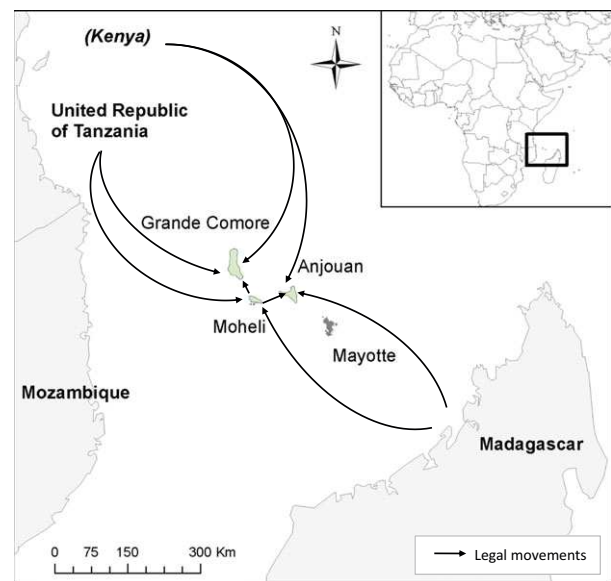 (Kenya)
N
United Republic
of Tanzania
Grande Comore
Anjouan
Moheli
Mayotte
Mozambique
Madagascar
0 75 150 300 Km
Legal movements